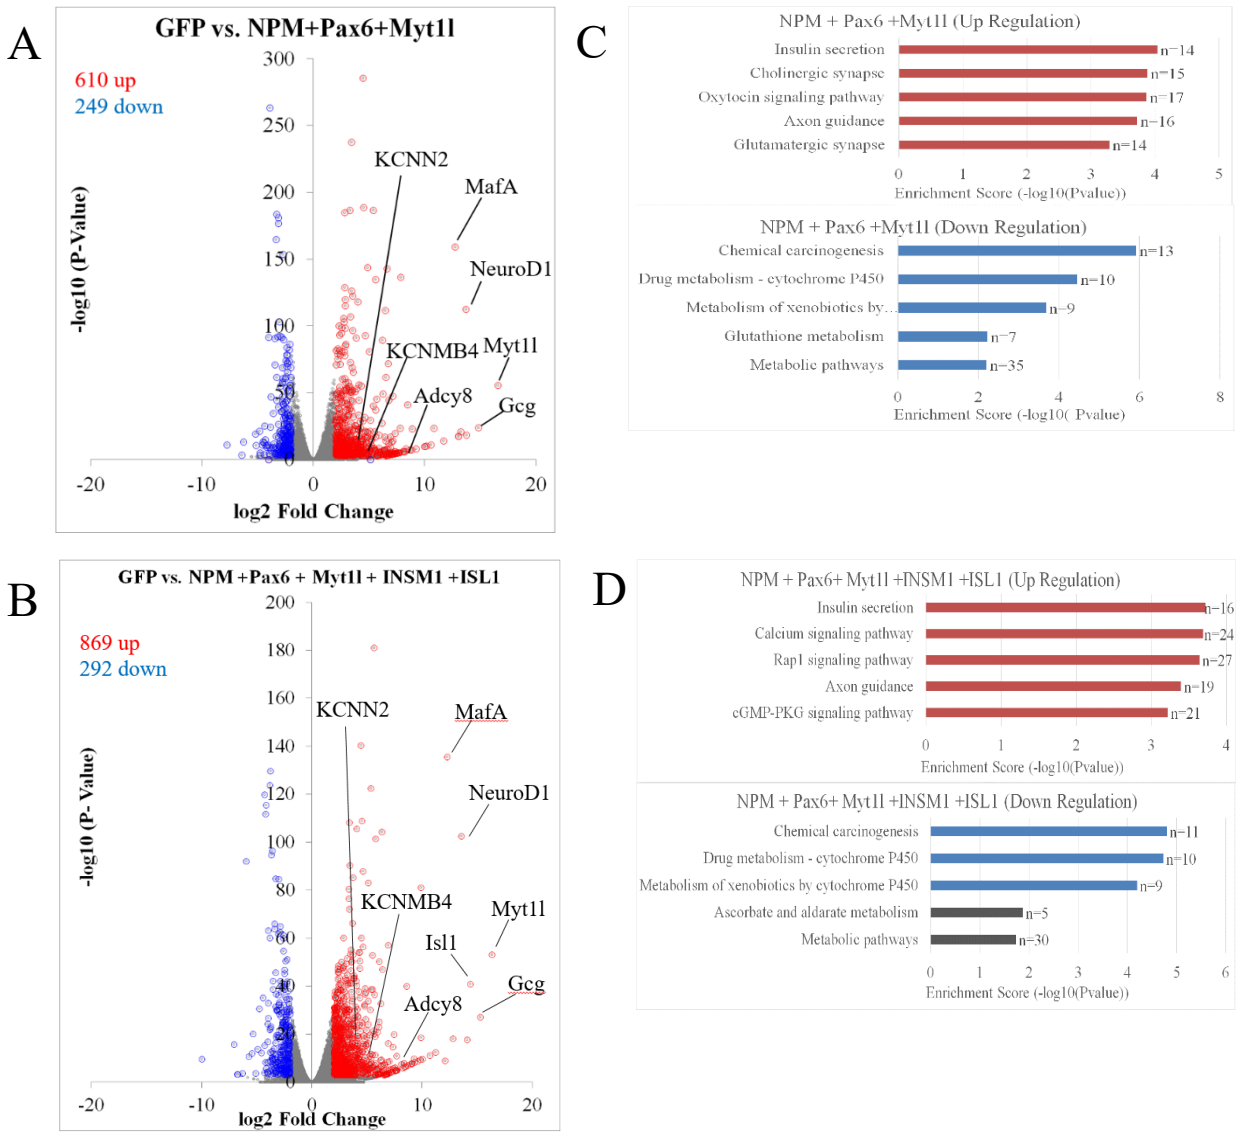 A
GFP vs. NPM+Pax6+Myt1l
610 up
249 down
300
250
200
150
100
50
0
-log10 (P-Value)
KCNN2
MafA
NeuroD1
KCNMB4
Myt1l
Adcy8
Gcg
-20
-10
0
10
20
log2 Fold Change
C
NPM + Pax6 +Myt1l (Up Regulation)
Insulin secretion
n=14
Cholinergic synapse
n=15
Oxytocin signaling pathway
n=17
Axon guidance
n=16
Glutamatergic synapse
n=14
0 1 2 3 4 5
Enrichment Score (-log10(Pvalue))
NPM + Pax6 +Myt1l (Down Regulation)
Chemical carcinogenesis
n=13
Drug metabolism - cytochrome P450
n=10
Metabolism of xenobiotics by…
n=9
Glutathione metabolism
n=7
Metabolic pathways
n=35
0 2 4 6 8
Enrichment Score (-log10( Pvalue)
B
GFP vs. NPM +Pax6 + Myt1l + INSM1 +ISL1
869 up
292 down
200
180
160
140
120
100
80
60
40
20
0
-log10 (P- Value)
KCNN2
MafA
NeuroD1
KCNMB4
Myt1l
Isl1
Gcg
Adcy8
-20
-10
0
10
20
log2 Fold Change
D
NPM + Pax6+ Myt1l +INSM1 +ISL1 (Up Regulation)
Insulin secretion
n=16
Calcium signaling pathway
n=24
Rap1 signaling pathway
n=27
Axon guidance
n=19
cGMP-PKG signaling pathway
n=21
0 1 2 3 4
Enrichment Score (-log10(Pvalue))
NPM + Pax6+ Myt1l +INSM1 +ISL1 (Down Regulation)
Chemical carcinogenesis
n=11
Drug metabolism - cytochrome P450
n=10
Metabolism of xenobiotics by cytochrome P450
n=9
Ascorbate and aldarate metabolism
n=5
Metabolic pathways
n=30
0 1 2 3 4 5 6
Enrichment Score (-log10(Pvalue))